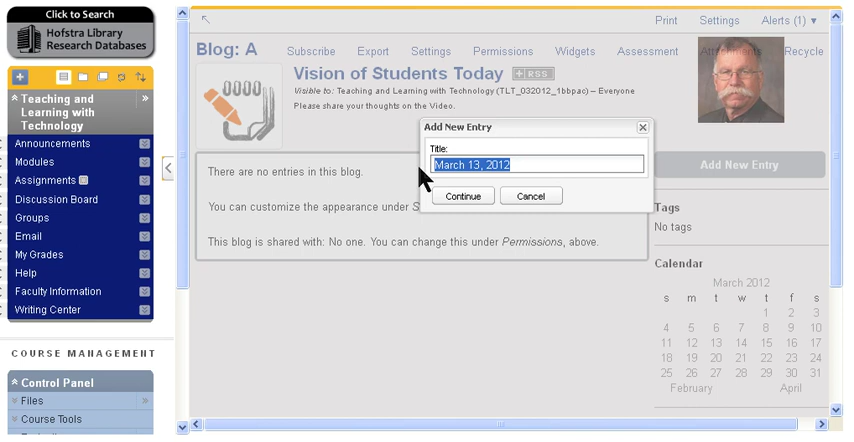 Click to Search
Hofstra Library
Research Databases
Teaching and
Learning with
Technology
Announcements
Modules
Assignments
Discussion Board
Groups
Email
My Grades
Help
Faculty Information
Writing Center
COURSE MANAGEMENT
Control Panel
Files
Course Tools
Print Settings Alerts (1)
Blog: A Subscribe Export Settings Permissions Widgets Assessment Attachments Recycle
Vision of Students Today RSS
Visible to: Teaching and Learning with Technology (TLT_032012_1bbpac) – Everyone
Please share your thoughts on the Video.
Add New Entry
Title:
March 13, 2012
Continue Cancel
There are no entries in this blog.
You can customize the appearance under
This blog is shared with: No one. You can change this under Permissions, above.
Add New Entry
Tags
No tags
Calendar
March 2012
s m t w t f s
1 2 3
4 5 6 7 8 9 10
11 12 13 14 15 16 17
18 19 20 21 22 23 24
25 26 27 28 29 30 31
February April